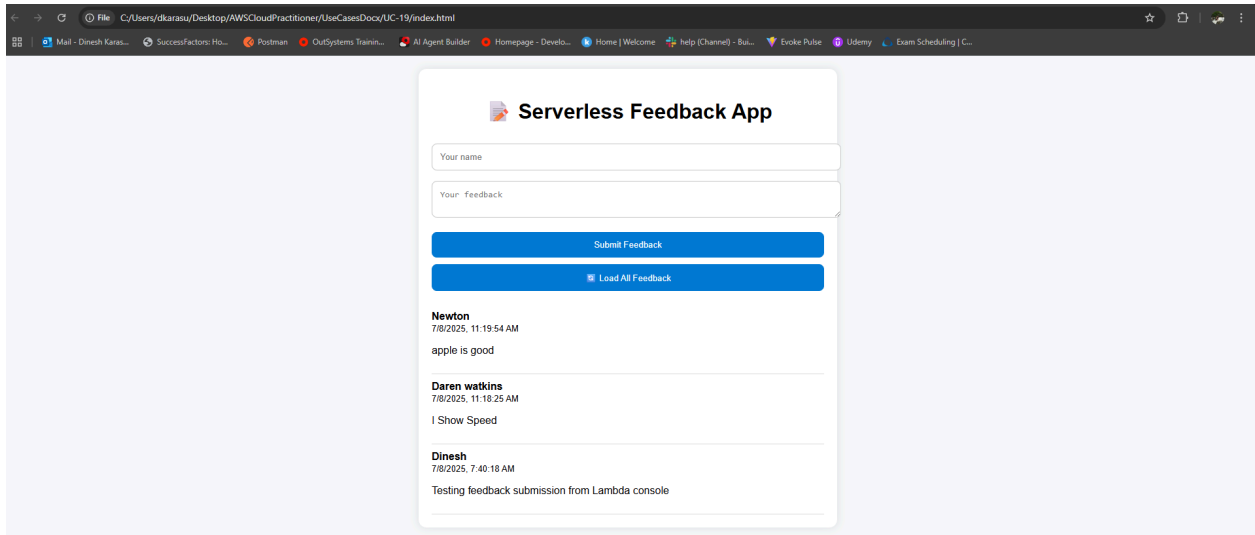 File C:/Users/dkarasu/Desktop/AWSCloudPractitioner/UseCasesDocx/UC-19/index.html
Mail - Dinesh Karas... SuccessFactors: Ho... Postman OutSystems Trainin... AI Agent Builder Homepage - Develo... Home | Welcome help (Channel) - Bui... Evoke Pulse Udemy Exam Scheduling | C...
Serverless Feedback App
Your name
Your feedback
Submit Feedback
Load All Feedback
Newton
7/8/2025, 11:19:54 AM
apple is good
Daren watkins
7/8/2025, 11:18:25 AM
I Show Speed
Dinesh
7/8/2025, 7:40:18 AM
Testing feedback submission from Lambda console